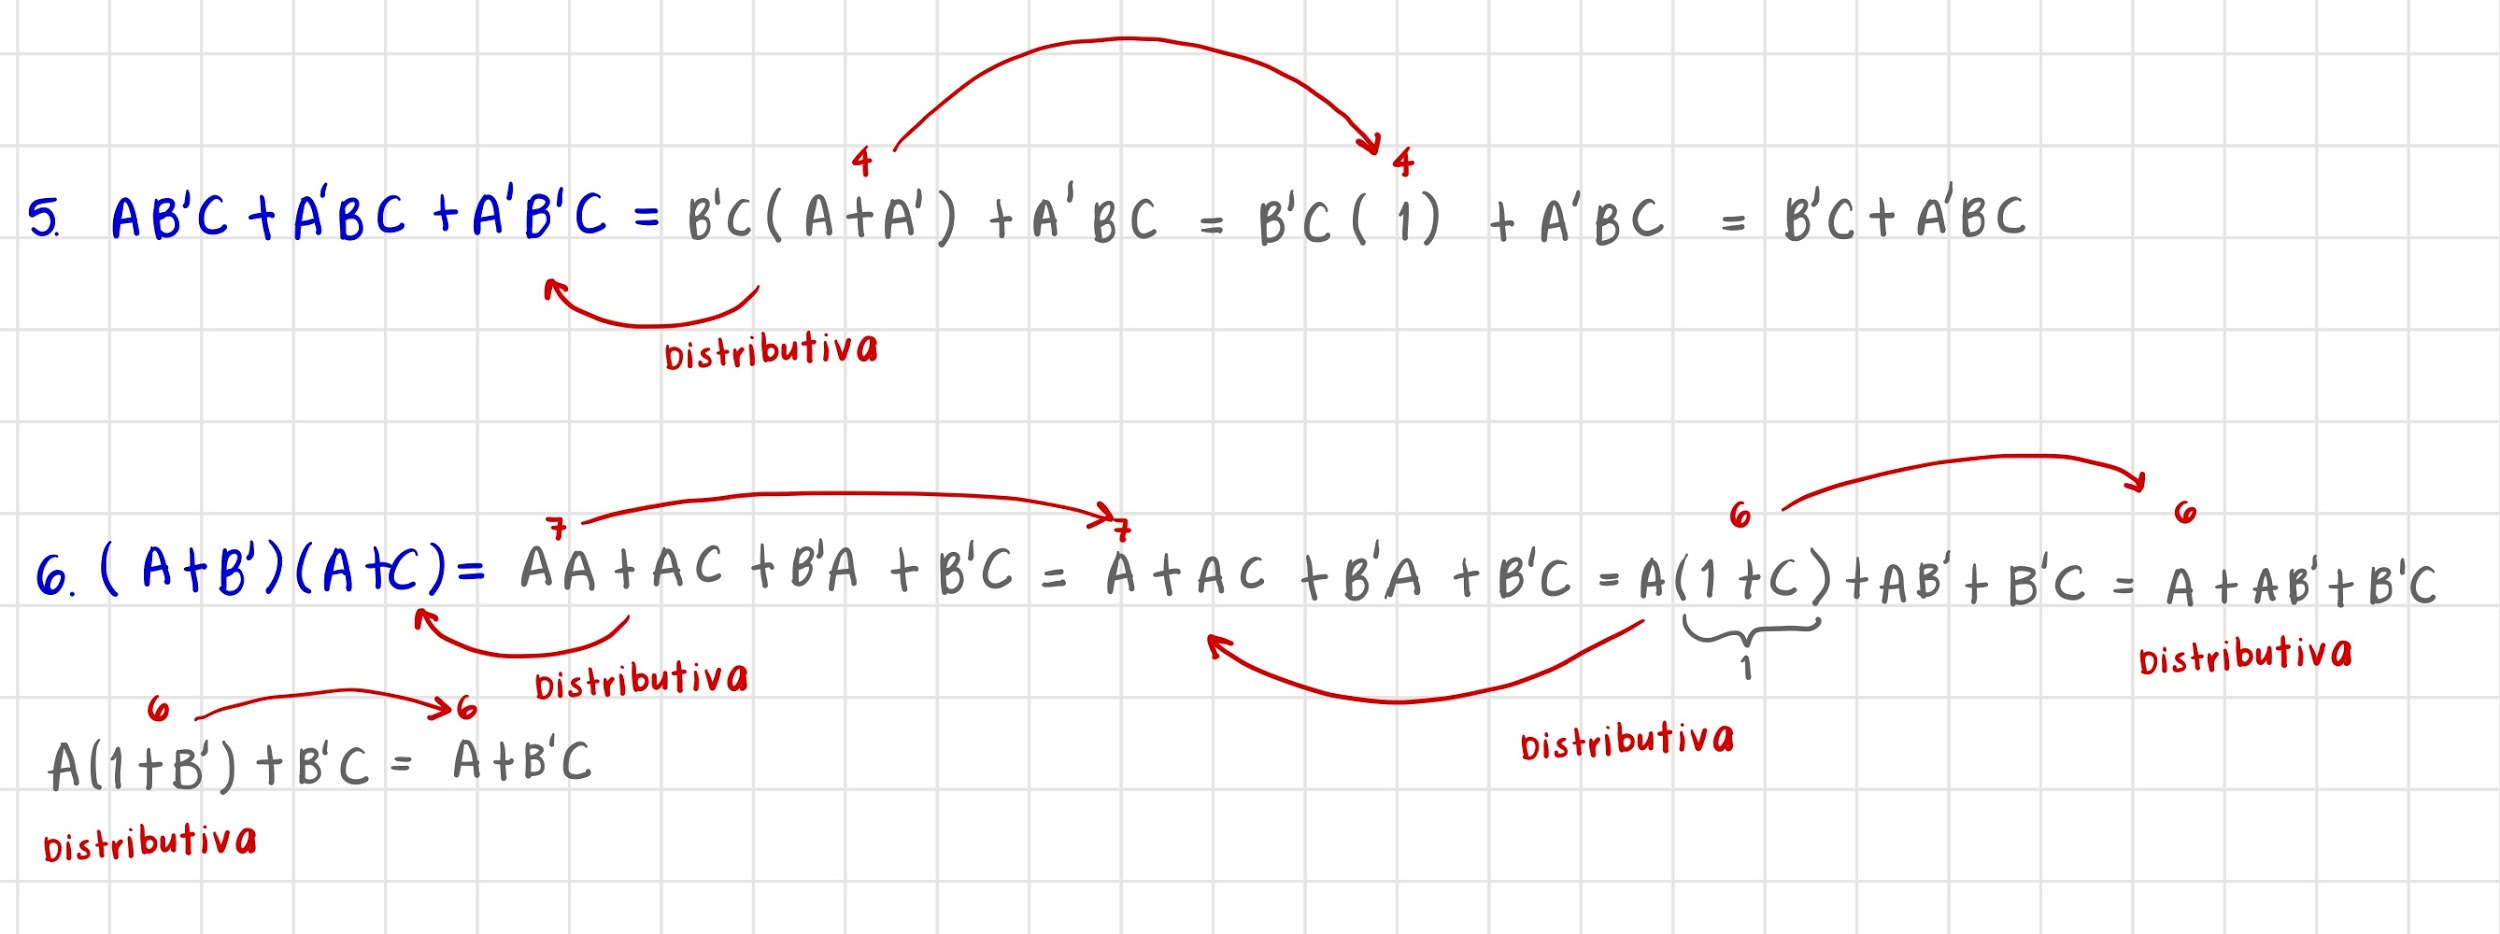 4 4
5. AB'C + A'BC + A'B'C = B'C(A+A') + A'BC = B'C(1) + A'BC = B'C + A'BC
Distributiva
7 7 6 6
6. (A+B')(A+C) = AA + AC + B'A + B'C = A + AC + B'A + B'C = A(1+C) + AB' + B'C = A + AB' + B'C
1 Distributiva
Distributiva
6 6
Distributiva
A(1+B') + B'C = A + B'C
Distributiva